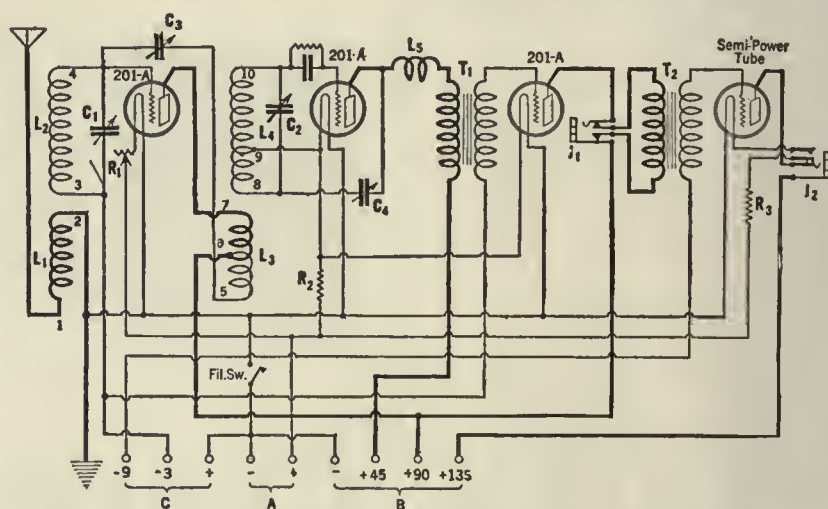 C₃
L₅
Semi-Power
Tube
201-A
201-A
T₁
201-A
T₂
4
10
C₁
L₂
L₄
C₂
R₁
9
3
8
C₄
J₁
J₂
R₃
2
7
L₁
L₃
R₂
5
1
Fil.Sw.
-9 -3 + - + - +45 +90 +135
C A B